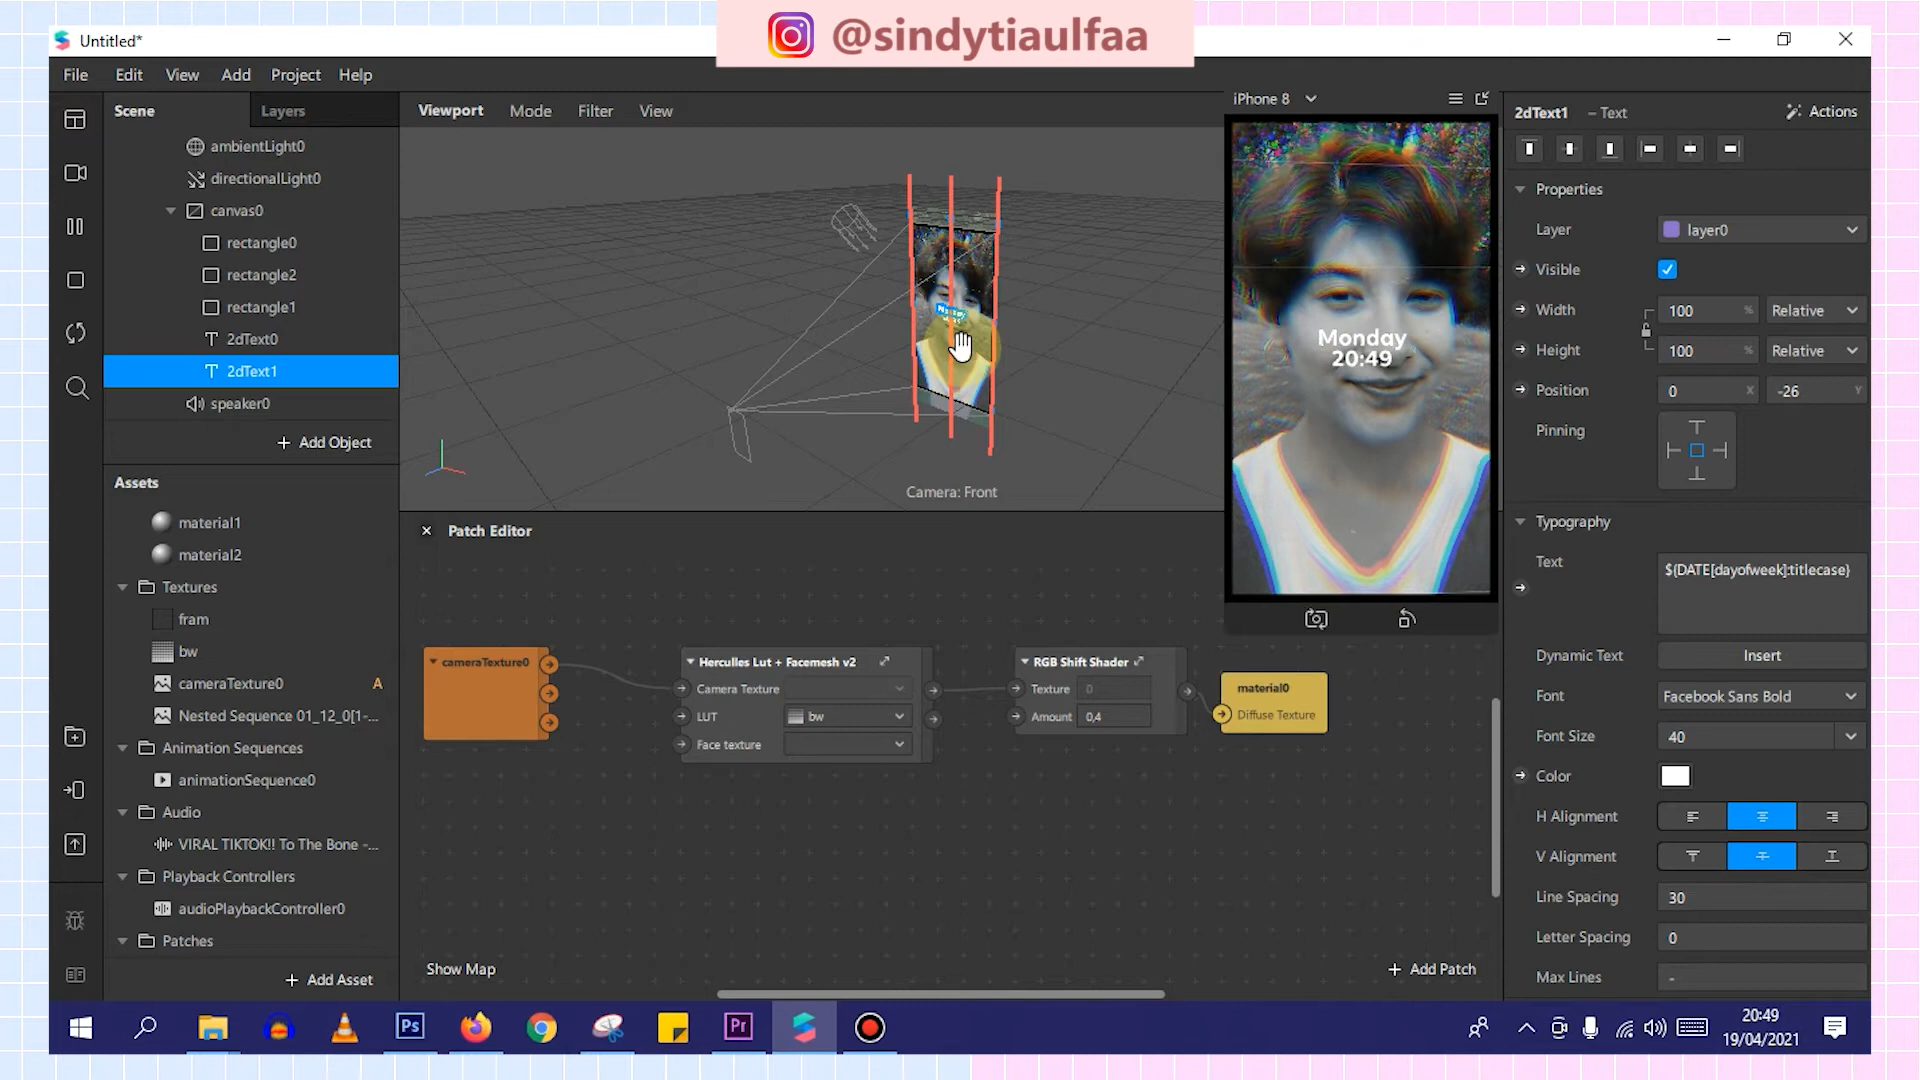 @sindytiaulfaa
Untitled*
File Edit View Add Project Help
Scene Layers
ambientLight0
directionalLight0
canvas0
rectangle0
rectangle2
rectangle1
2dText0
2dText1
speaker0
+ Add Object
Assets
material1
material2
Textures
fram
bw
cameraTexture0 A
Nested Sequence 01_12_0[1-...
Animation Sequences
animationSequence0
Audio
VIRAL TIKTOK!! To The Bone -...
Playback Controllers
audioPlaybackController0
Patches
+ Add Asset
Viewport Mode Filter View
Camera: Front
iPhone 8
Monday
20:49
Patch Editor
cameraTexture0
Herculles Lut + Facemesh v2
Camera Texture
LUT bw
Face texture
RGB Shift Shader
Texture 0
Amount 0,4
material0
Diffuse Texture
Show Map
+ Add Patch
2dText1 – Text Actions
Properties
Layer layer0
Visible
Width 100 % Relative
Height 100 % Relative
Position 0 X -26 Y
Pinning
Typography
Text ${DATE[dayofweek]:titlecase}
Dynamic Text Insert
Font Facebook Sans Bold
Font Size 40
Color
H Alignment
V Alignment
Line Spacing 30
Letter Spacing 0
Max Lines -
Ps Pr
20:49
19/04/2021